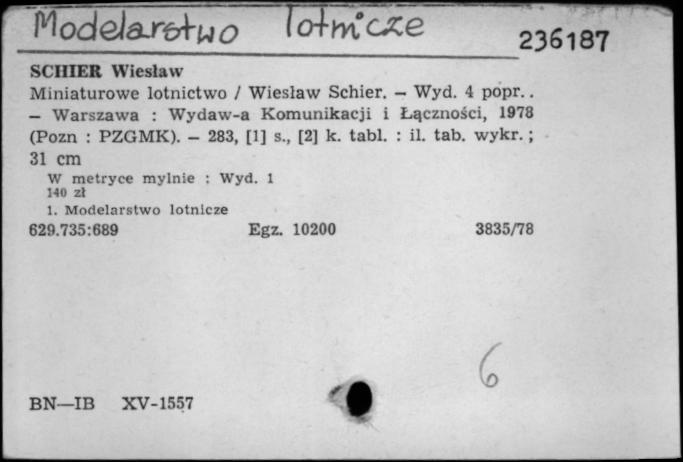 Modelarstwo lotnicze
236187
SCHIER Wiesław
Miniaturowe lotnictwo / Wiesław Schier. — Wyd. 4 popr..
— Warszawa : Wydaw-a Komunikacji i Łączności, 1978
(Pozn : PZGMK). — 283, [1] s., [2] k. tabl. : il. tab. wykr. ;
31 cm
W metryce mylnie : Wyd. 1
140 zł
1. Modelarstwo lotnicze
629.735:689 Egz. 10200 3835/78
6
BN—IB XV-1557